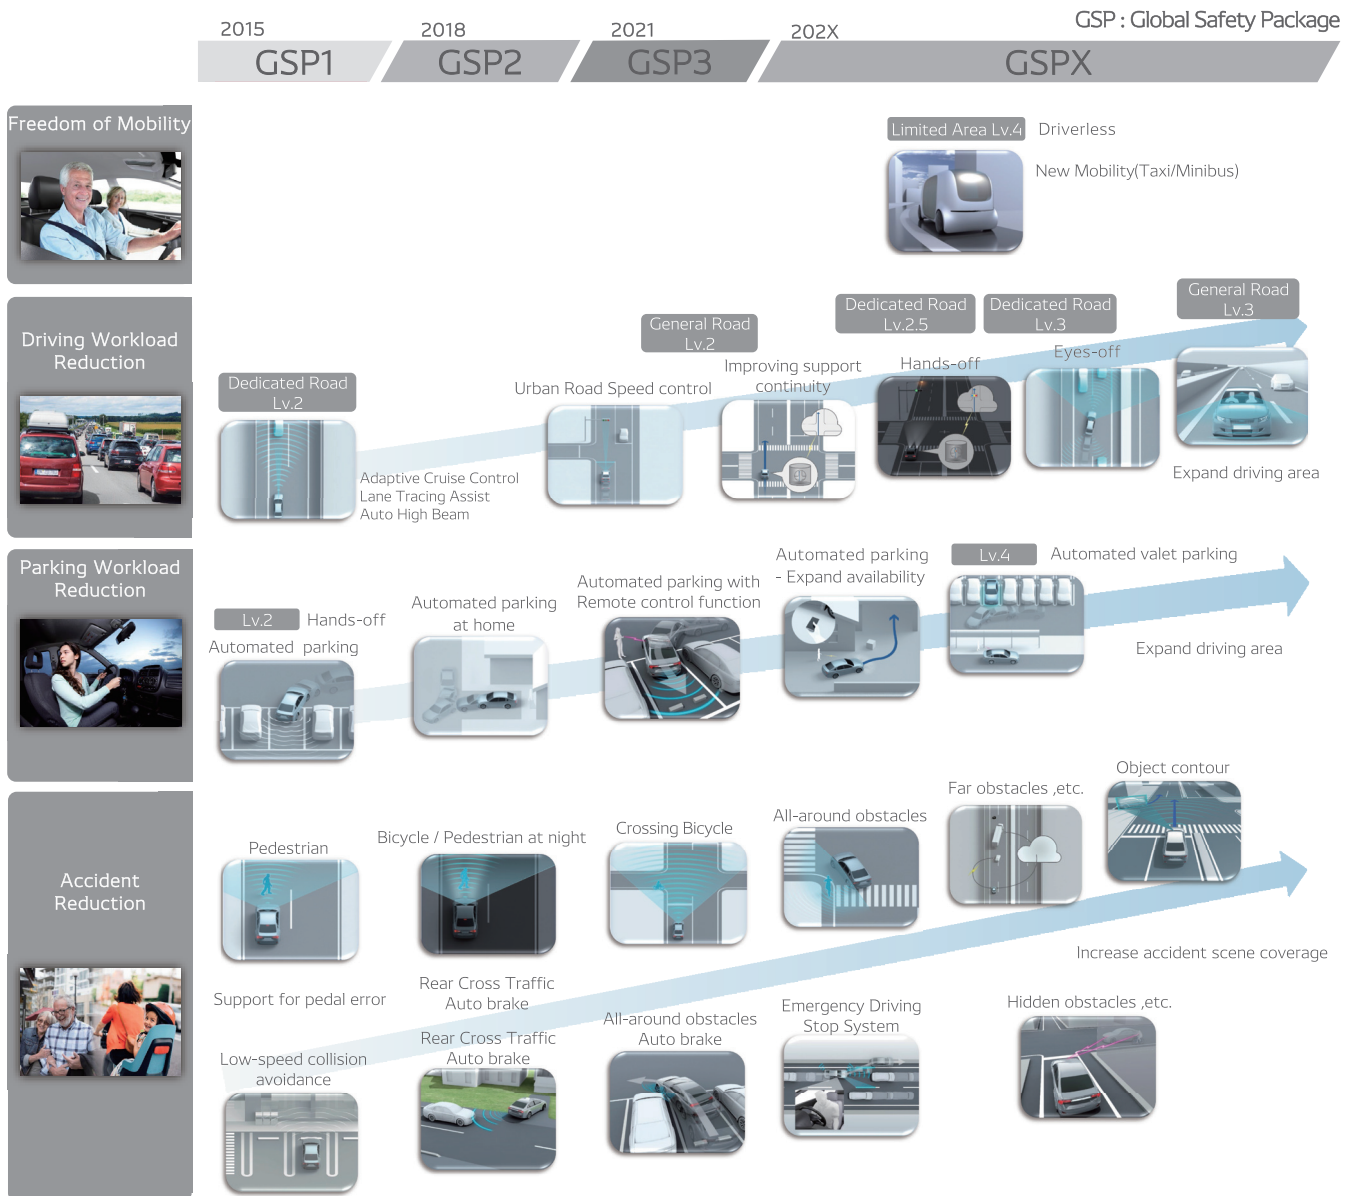 GSP : Global Safety Package
2015
2018
2021
202X
GSP1
GSP2
GSP3
GSPX
Freedom of Mobility
Limited Area Lv.4
Driverless
New Mobility(Taxi/Minibus)
Driving Workload
Reduction
Dedicated Road
Lv.2
Adaptive Cruise Control
Lane Tracing Assist
Auto High Beam
Urban Road Speed control
General Road
Lv.2
Improving support
continuity
Dedicated Road
Lv.2.5
Hands-off
Dedicated Road
Lv.3
Eyes-off
General Road
Lv.3
Expand driving area
Parking Workload
Reduction
Lv.2
Hands-off
Automated parking
Automated parking
at home
Automated parking with
Remote control function
Automated parking
- Expand availability
Lv.4
Automated valet parking
Expand driving area
Accident
Reduction
Pedestrian
Bicycle / Pedestrian at night
Crossing Bicycle
All-around obstacles
Far obstacles ,etc.
Object contour
Increase accident scene coverage
Support for pedal error
Rear Cross Traffic
Auto brake
Low-speed collision
avoidance
Rear Cross Traffic
Auto brake
All-around obstacles
Auto brake
Emergency Driving
Stop System
Hidden obstacles ,etc.